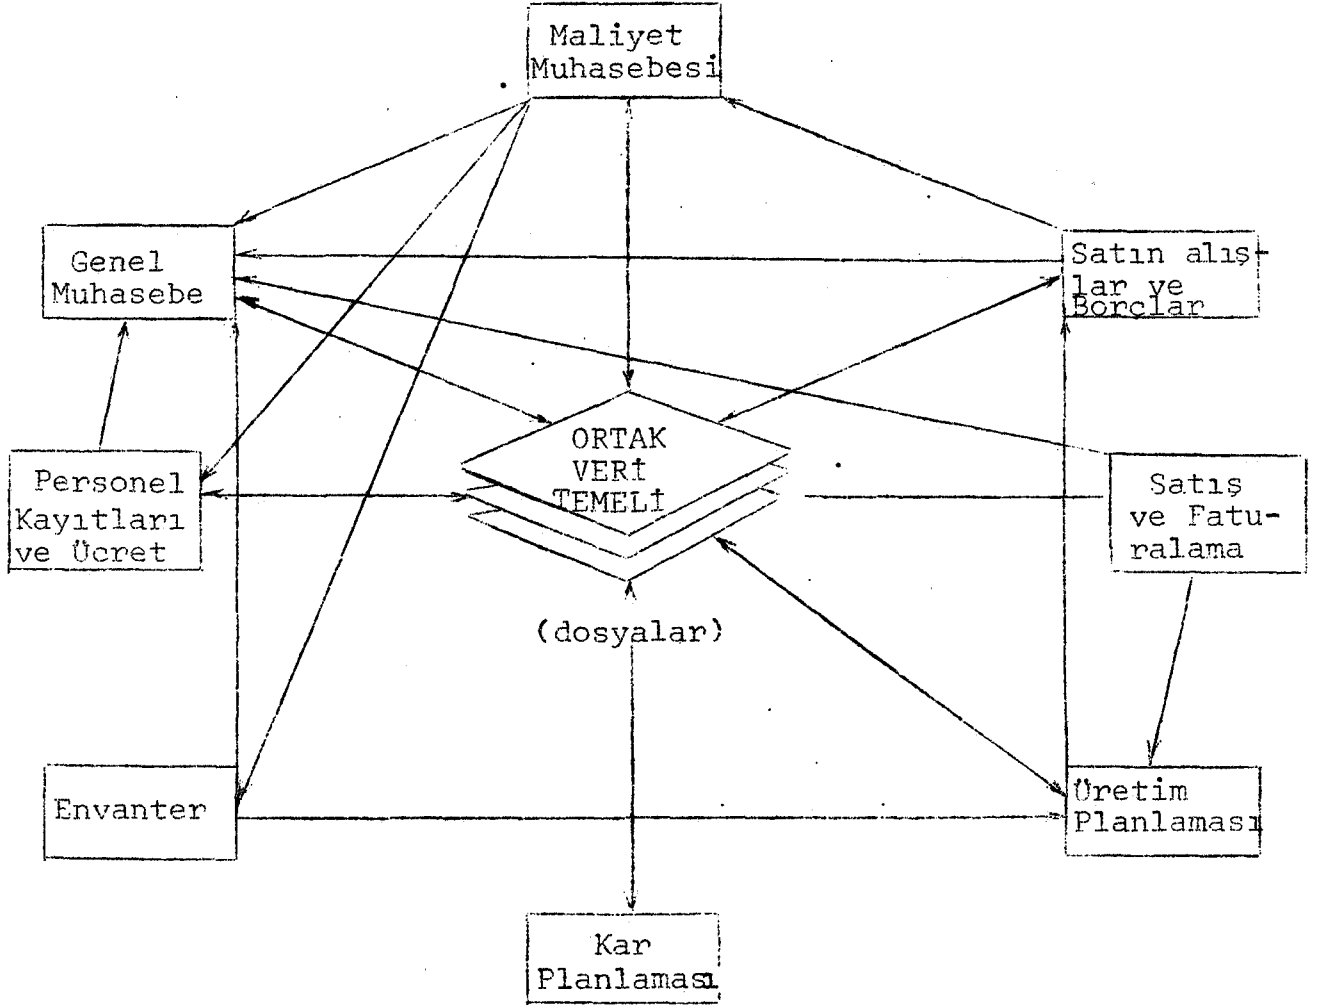 Maliyet
Muhasebesi
Genel
Muhasebe
Satın alış-
lar ve
Borçlar
ORTAK
VERİ
TEMELİ
Personel
Kayıtları
ve Ücret
Satış
ve Fatu-
ralama
(dosyalar)
Envanter
Üretim
Planlaması
Kar
Planlaması